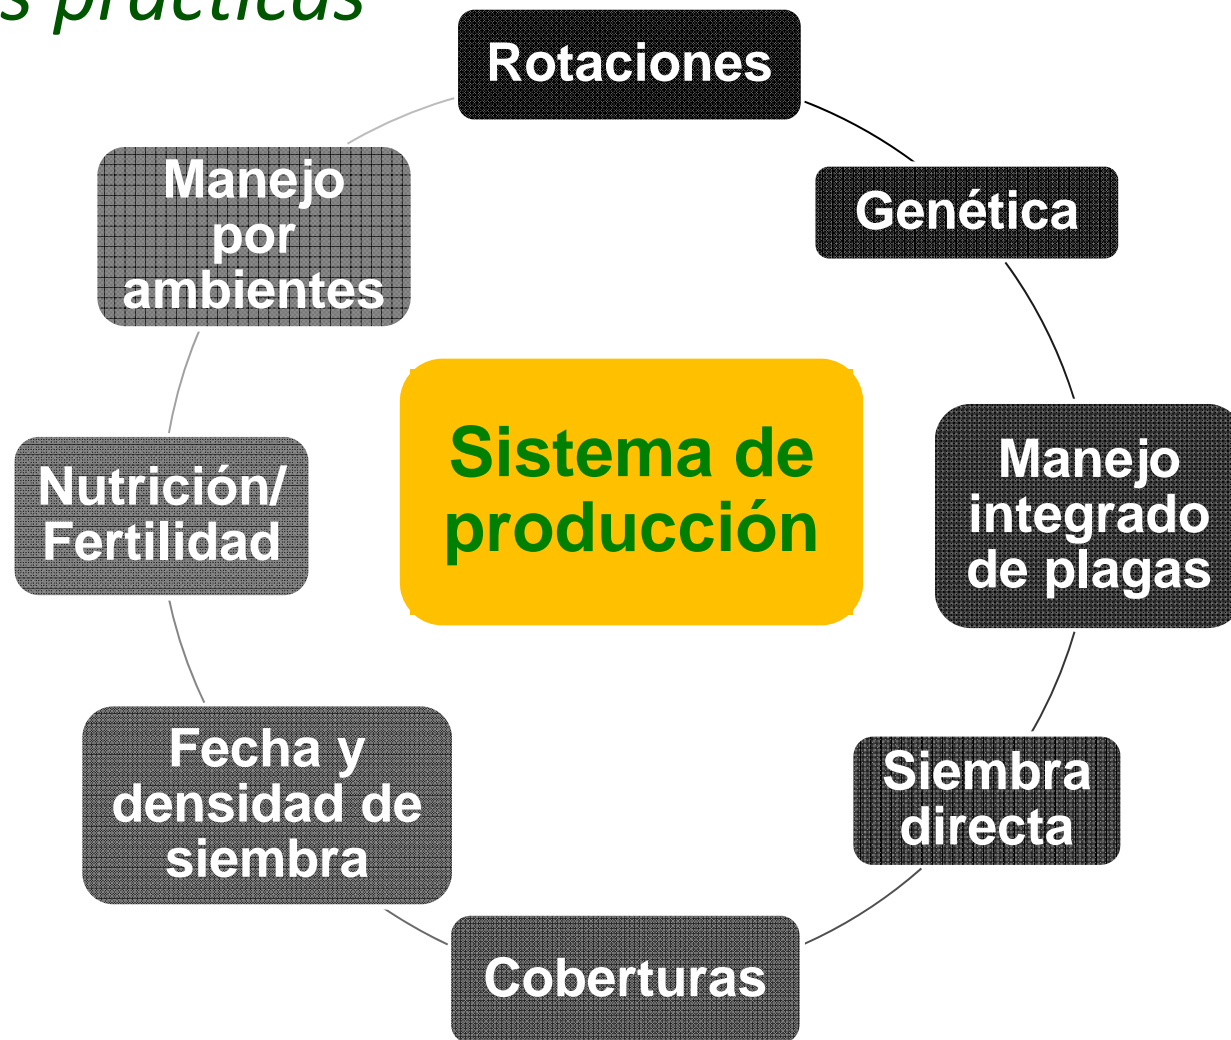 s prácticas
Rotaciones
Genética
Manejo
integrado
de plagas
Siembra
directa
Coberturas
Fecha y
densidad de
siembra
Nutrición/
Fertilidad
Manejo
por
ambientes
Sistema de
producción